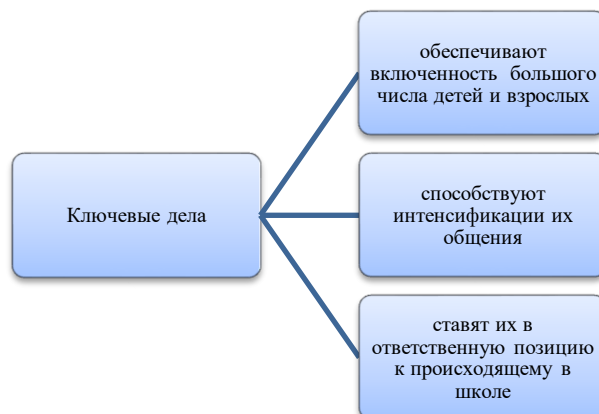 обеспечивают
включенность большого
числа детей и взрослых
Ключевые дела
способствуют
интенсификации их
общения
ставят их в
ответственную позицию
к происходящему в
школе